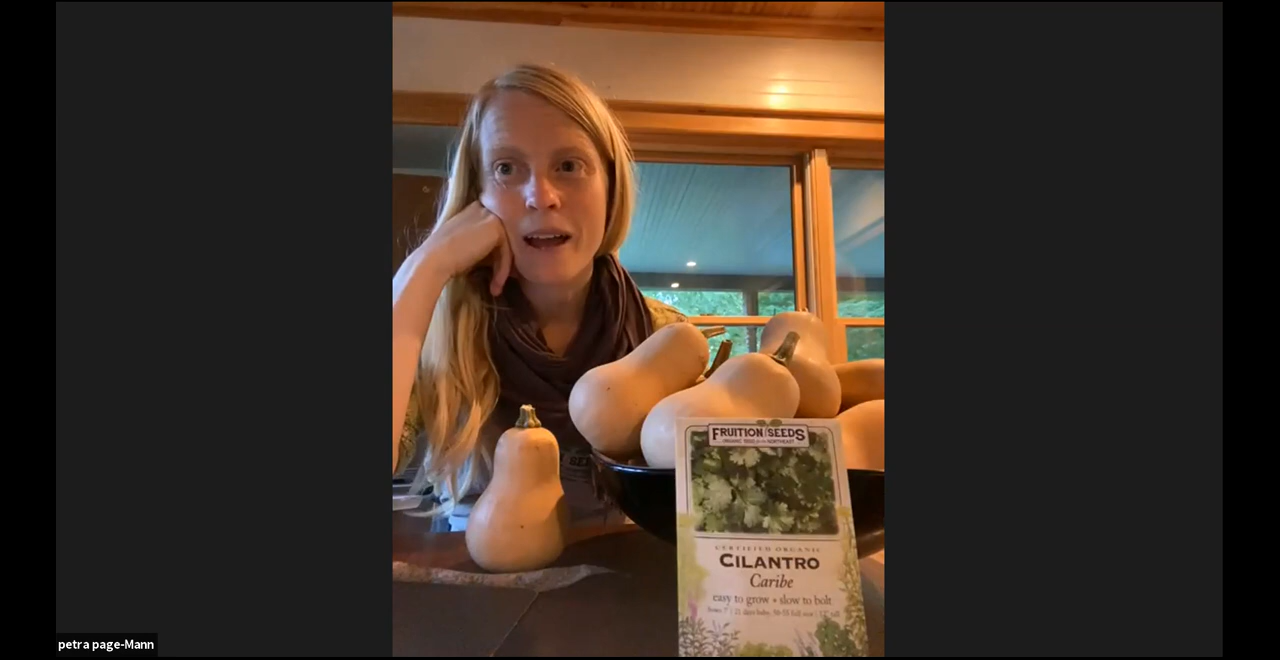 FRUITION SEEDS
CERTIFIED ORGANIC
CILANTRO
Caribe
easy to grow • slow to bolt
petra page-Mann